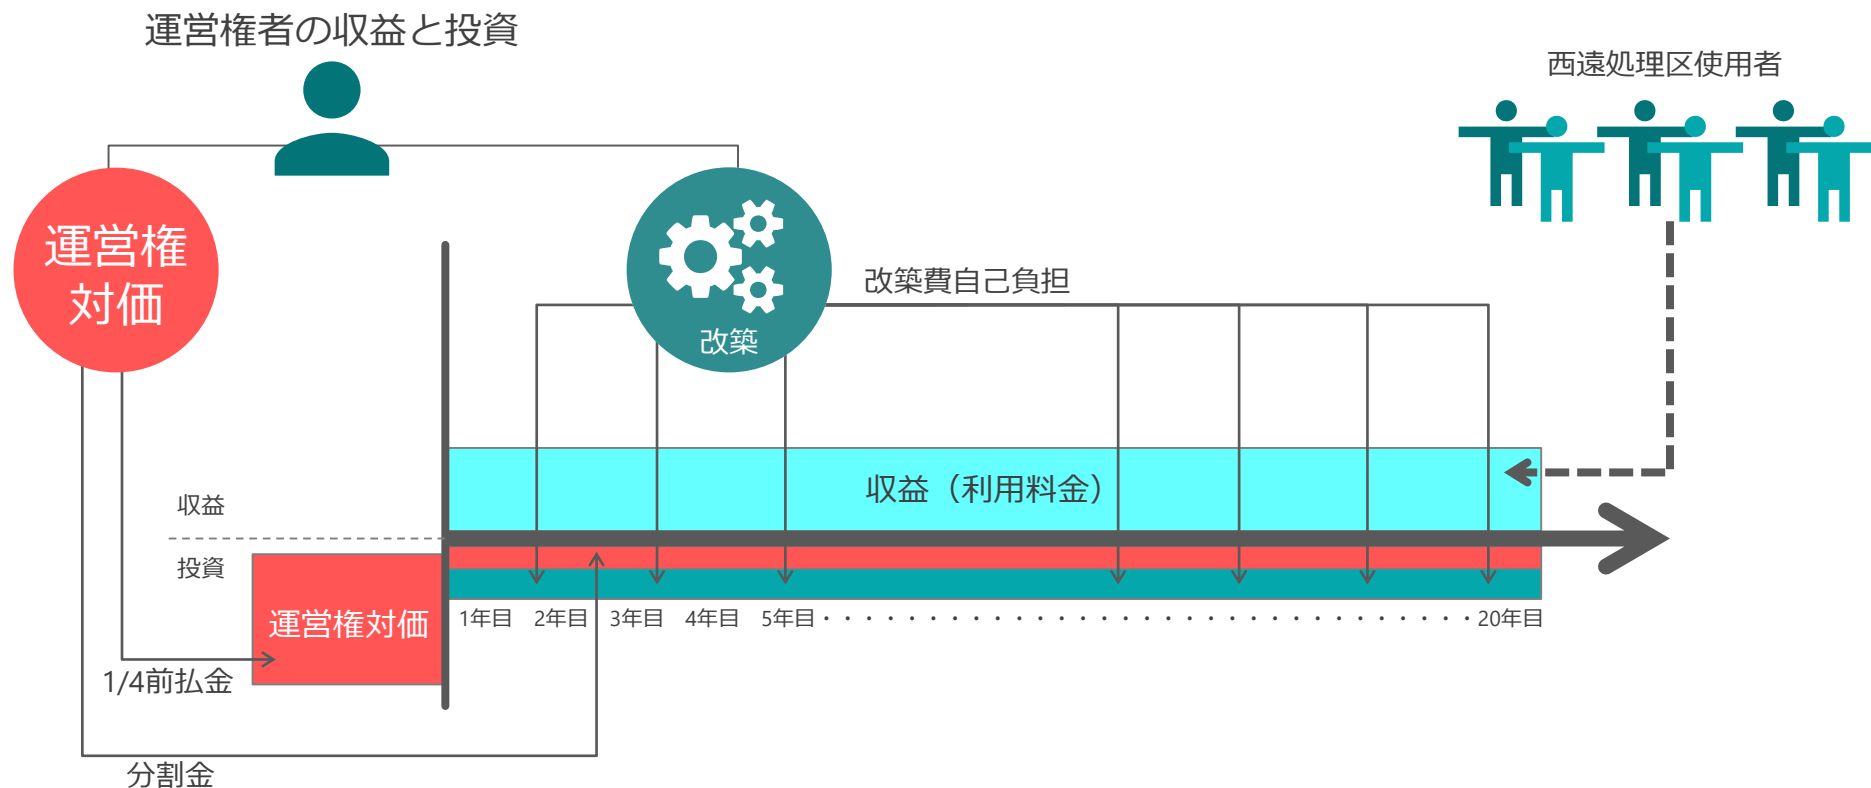 運営権者の収益と投資
西遠処理区使用者
運営権
対価
改築
改築費自己負担
収益（利用料金）
収益
投資
運営権対価
1年目 2年目 3年目 4年目 5年目・・・・・・・・・・・・・・・・・・・・・・・・・・・・・・・20年目
1/4前払金
分割金